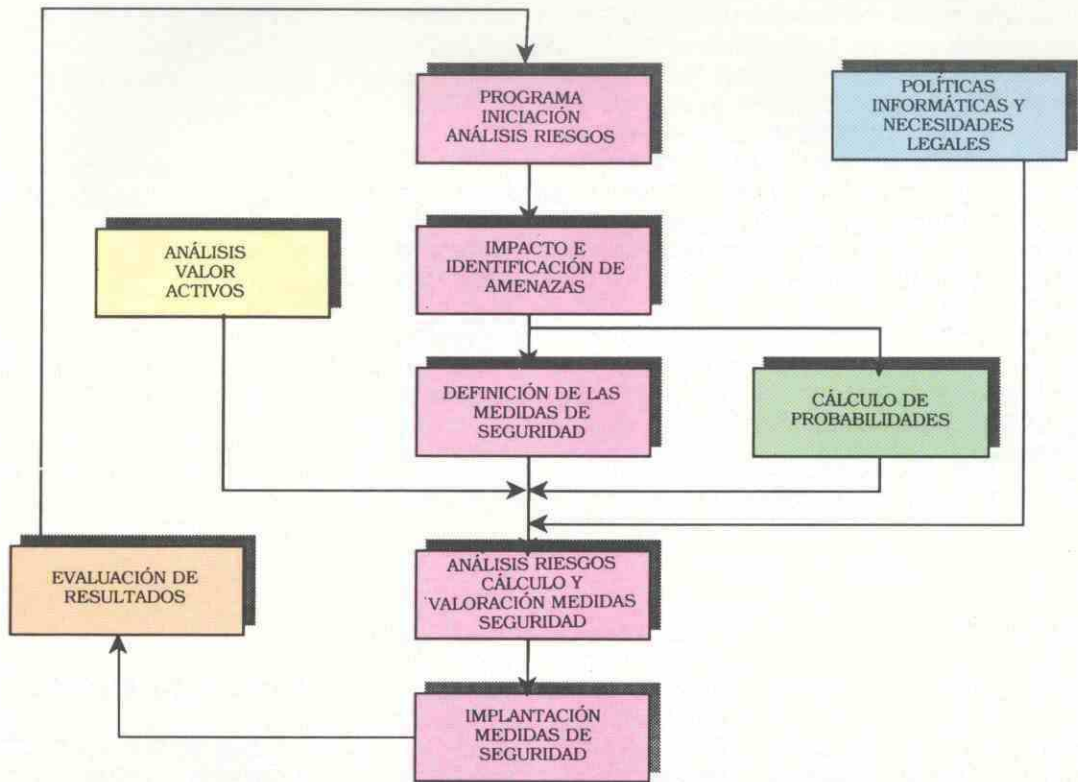 PROGRAMA
INICIACIÓN
ANÁLISIS RIESGOS
POLÍTICAS
INFORMÁTICAS Y
NECESIDADES
LEGALES
ANÁLISIS
VALOR
ACTIVOS
IMPACTO E
IDENTIFICACIÓN DE
AMENAZAS
DEFINICIÓN DE LAS
MEDIDAS DE
SEGURIDAD
CÁLCULO DE
PROBABILIDADES
EVALUACIÓN DE
RESULTADOS
ANÁLISIS RIESGOS
CÁLCULO Y
VALORACIÓN MEDIDAS
SEGURIDAD
IMPLANTACIÓN
MEDIDAS DE
SEGURIDAD